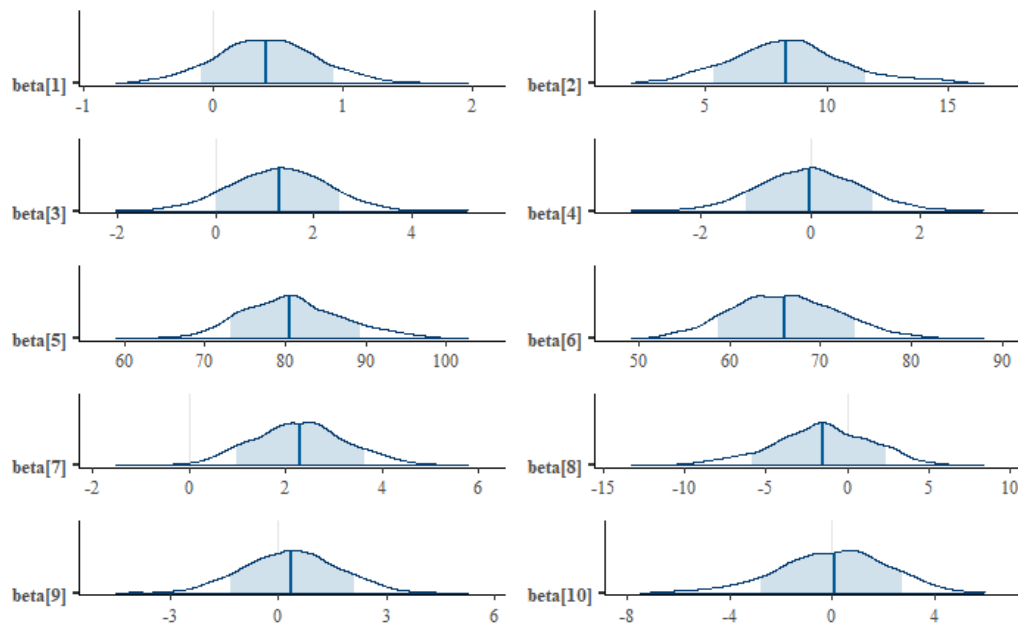 beta[1] beta[2]
-1 0 1 2 5 10 15
beta[3] beta[4]
-2 0 2 4 -2 0 2
beta[5] beta[6]
60 70 80 90 100 50 60 70 80 90
beta[7] beta[8]
-2 0 2 4 6 -15 -10 -5 0 5 10
beta[9] beta[10]
-3 0 3 6 -8 -4 0 4